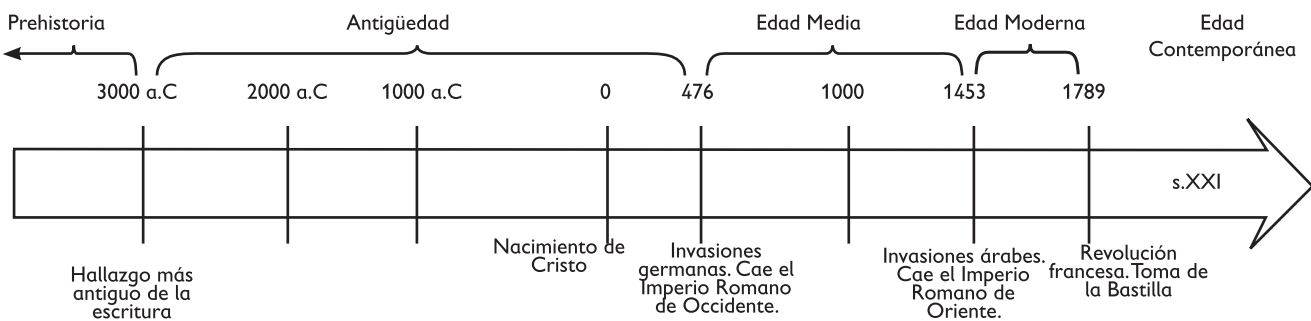 Prehistoria
Antigüedad
Edad Media
Edad Moderna
Edad
Contemporánea
3000 a.C
2000 a.C
1000 a.C
0
476
1000
1453
1789
s.XXI
Hallazgo más
antiguo de la
escritura
Nacimiento de
Cristo
Invasiones
germanas. Cae el
Imperio Romano
de Occidente.
Invasiones árabes.
Cae el Imperio
Romano de
Oriente.
Revolución
francesa. Toma de
la Bastilla